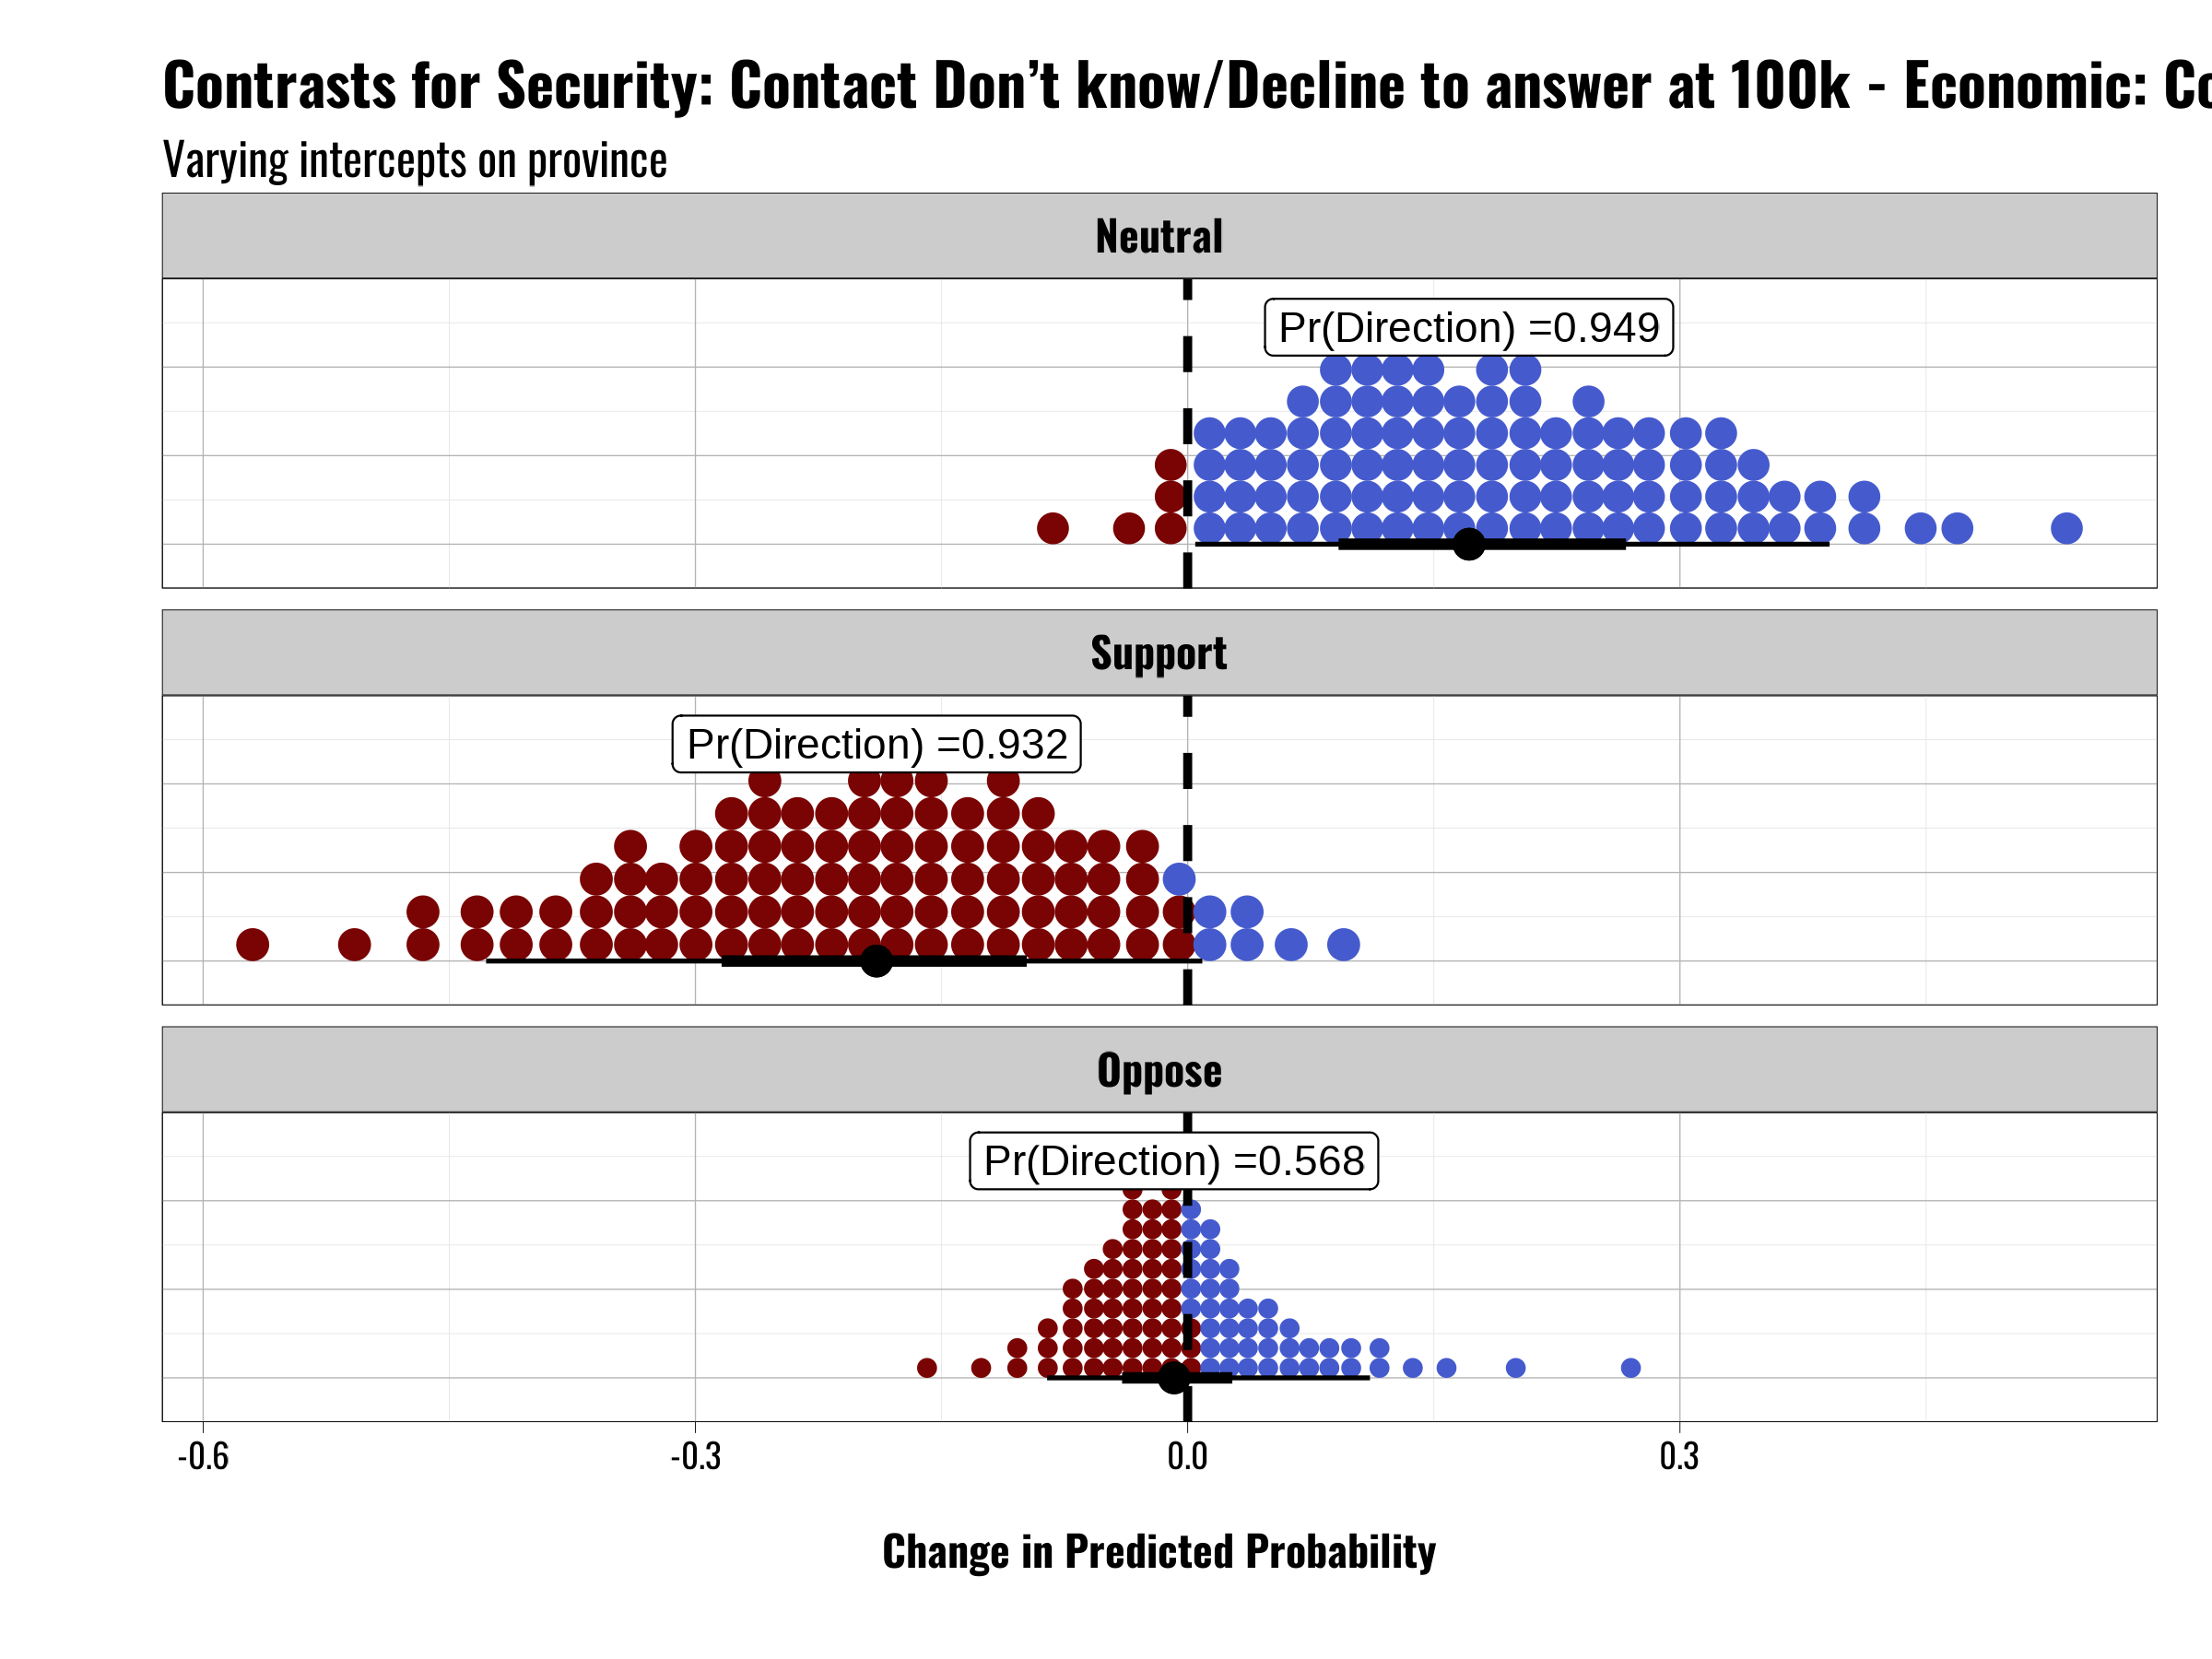 Contrasts for Security: Contact Don’t know/Decline to answer at 100k - Economic:
Varying intercepts on province
Neutral
Pr(Direction) =0.949
Support
Pr(Direction) =0.932
Oppose
Pr(Direction) =0.568
-0.6 -0.3 0.0 0.3
Change in Predicted Probability